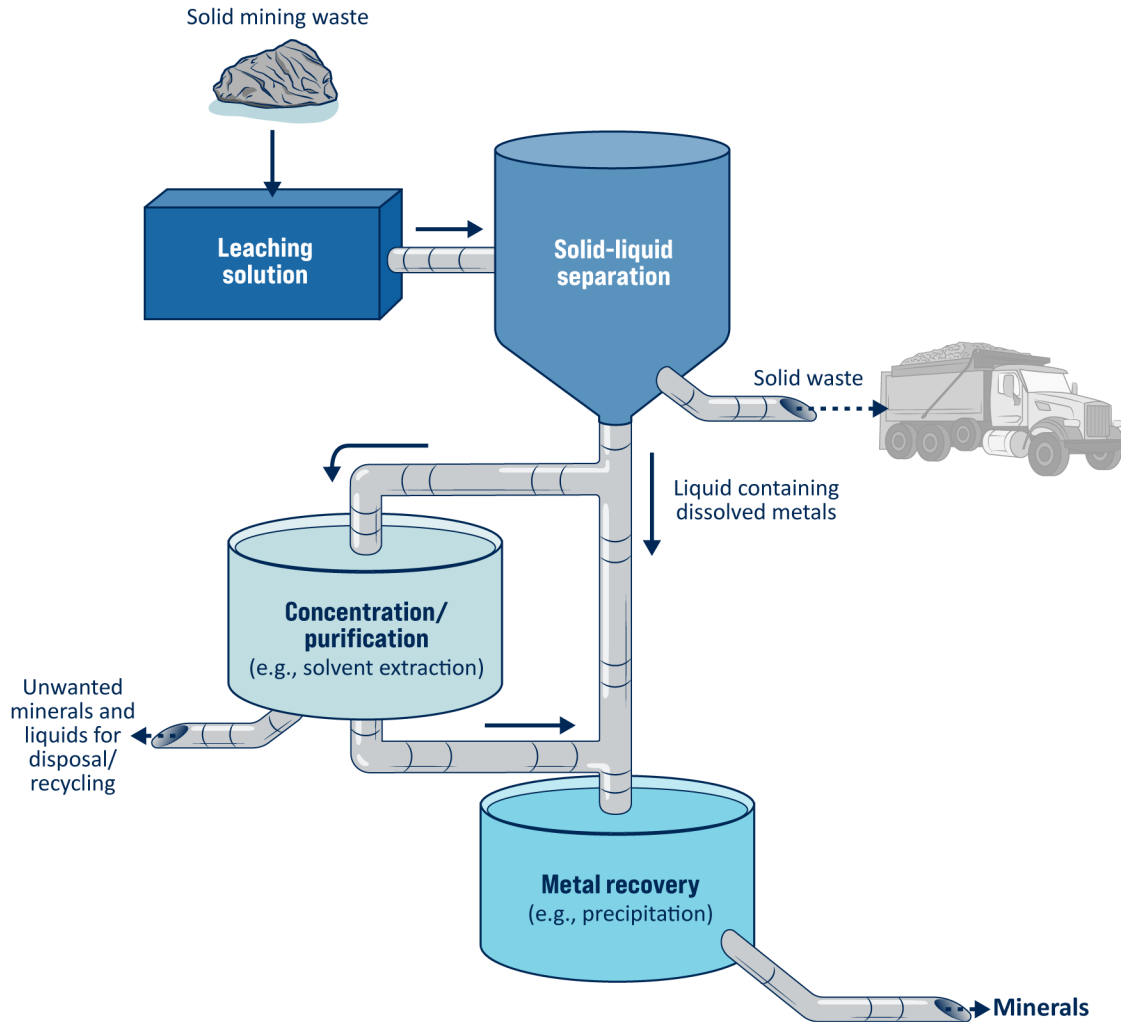 Solid mining waste
Leaching
solution
Solid-liquid
separation
Solid waste
Liquid containing
dissolved metals
Concentration/
purification
(e.g., solvent extraction)
Unwanted
minerals and
liquids for
disposal/
recycling
Metal recovery
(e.g., precipitation)
Minerals